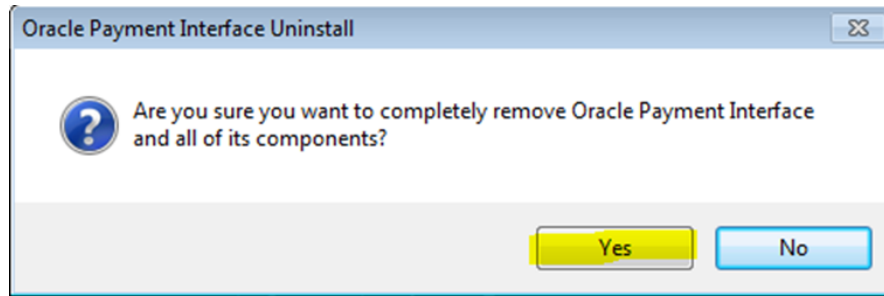 Oracle Payment Interface Uninstall
Are you sure you want to completely remove Oracle Payment Interface
and all of its components?
Yes
No